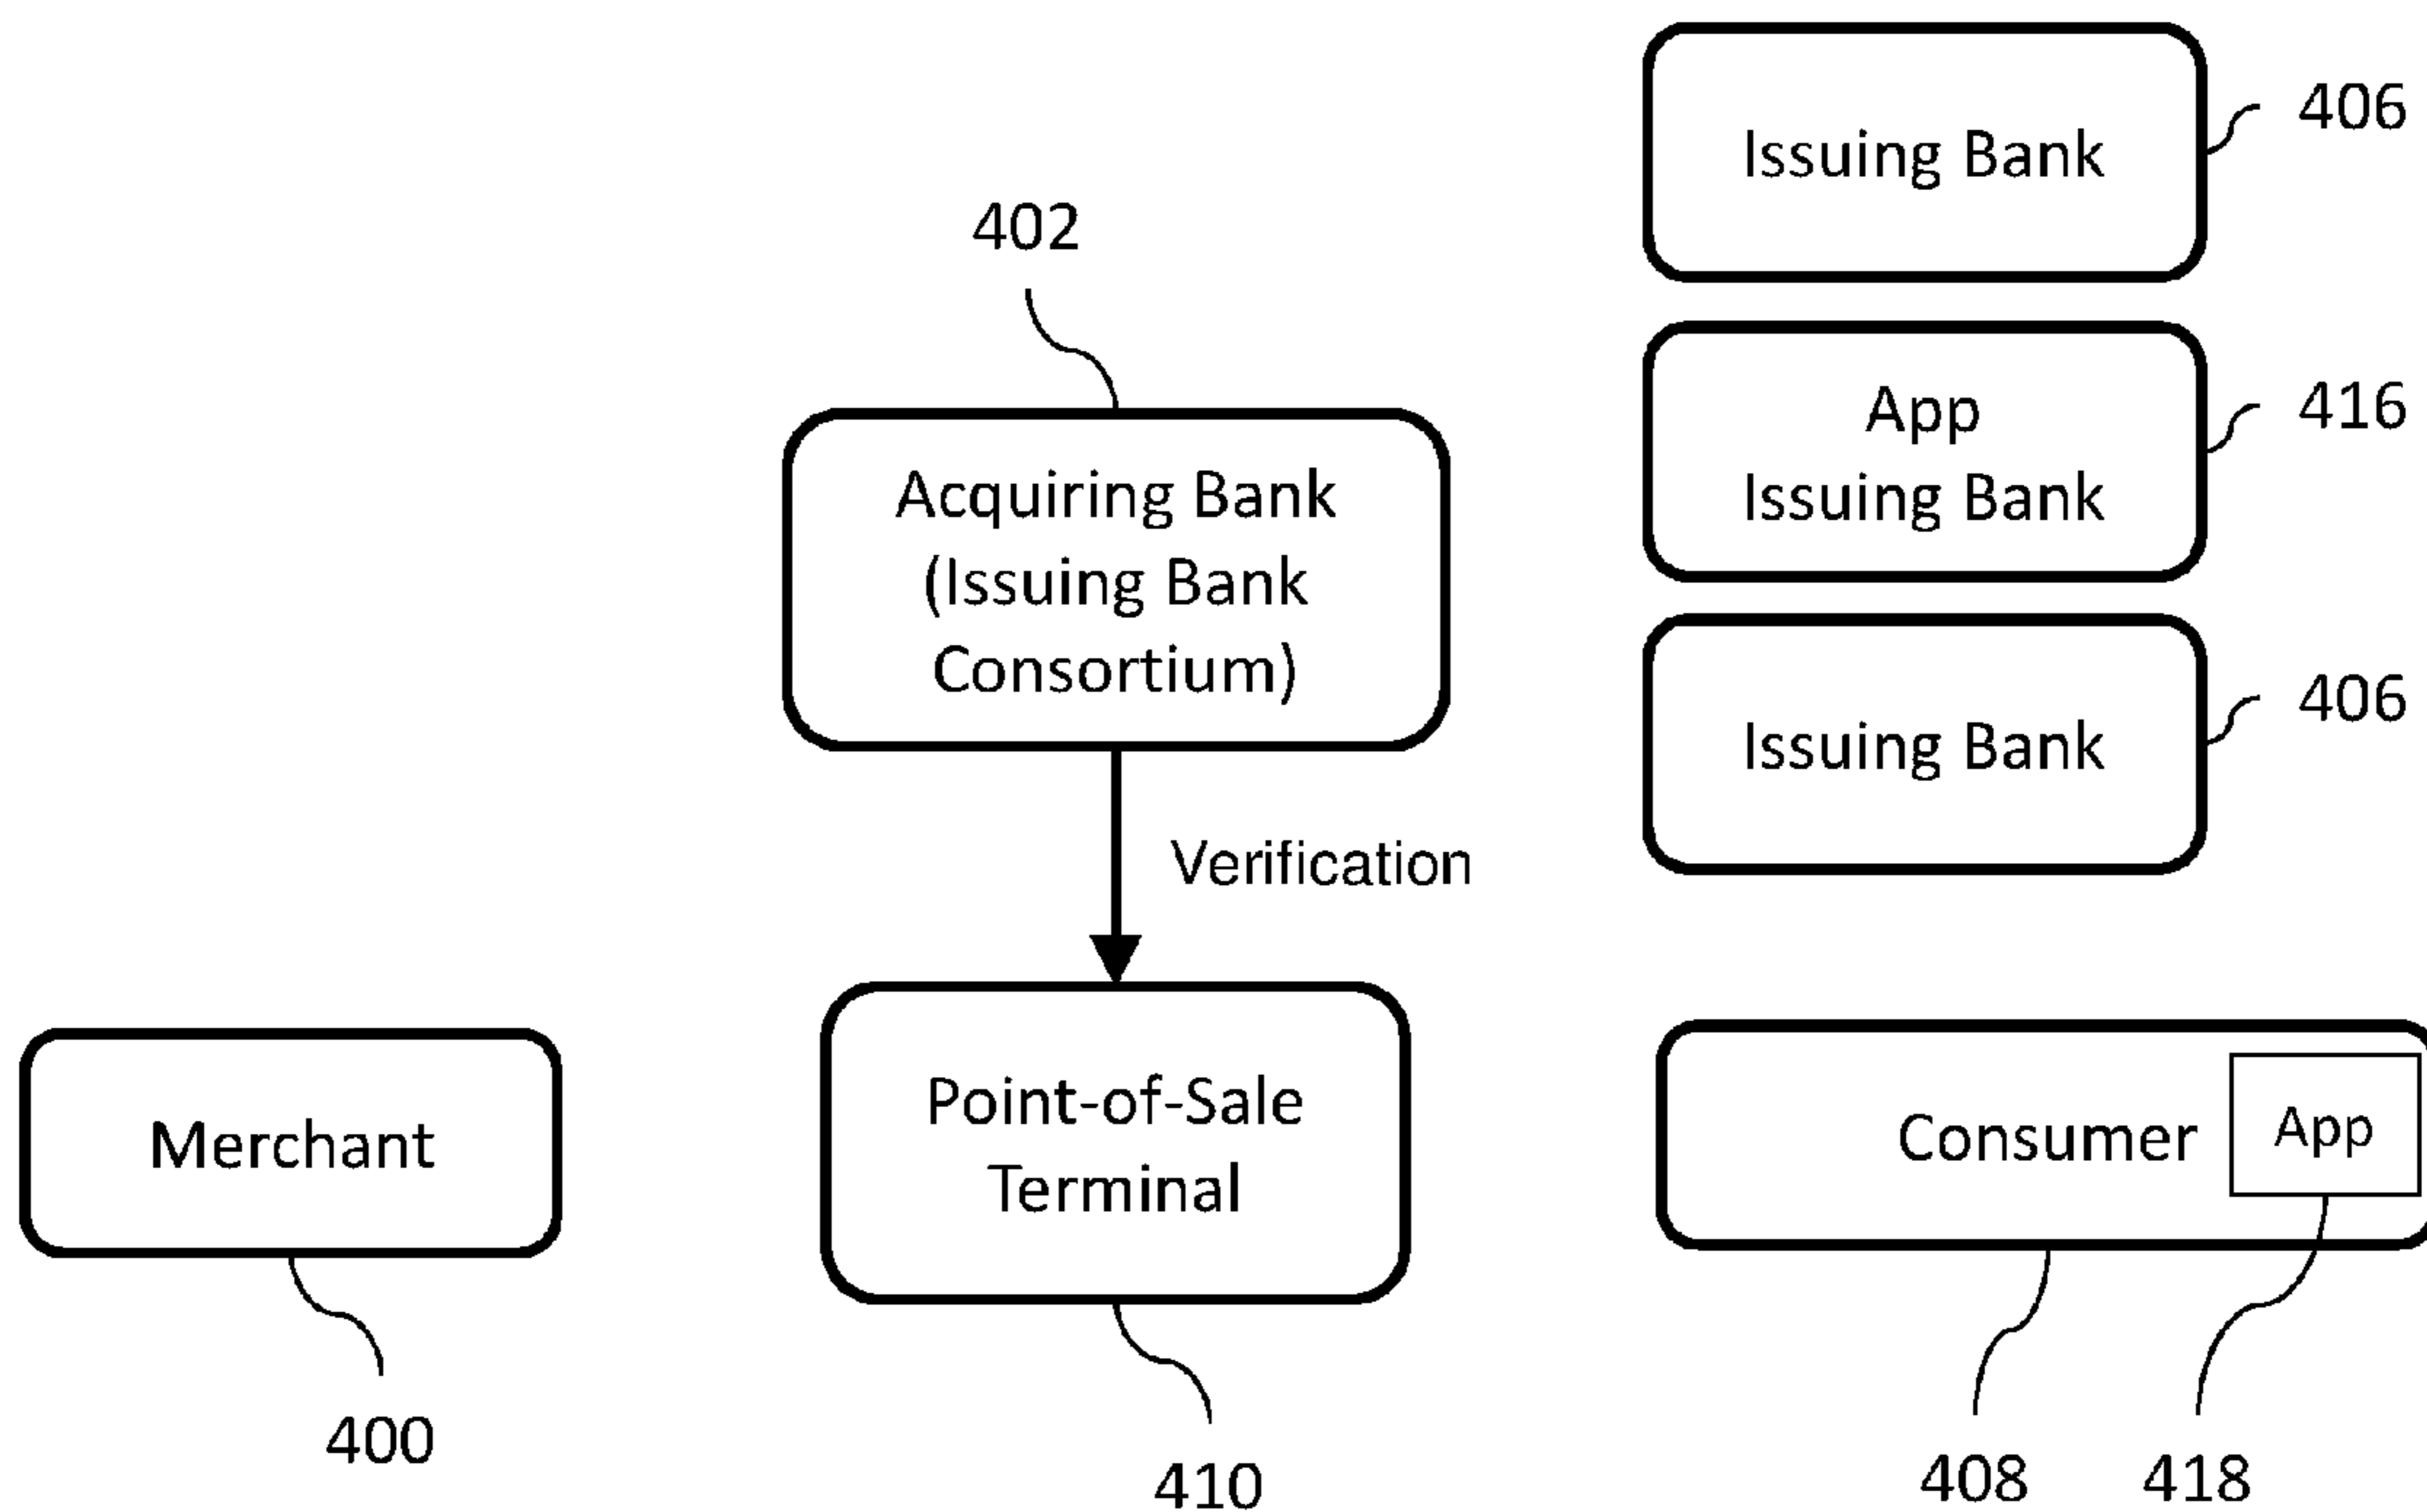 Issuing Bank
406
402
App
Issuing Bank
416
Acquiring Bank
(Issuing Bank
Consortium)
Issuing Bank
406
Verification
Merchant
400
Point-of-Sale
Terminal
410
Consumer
App
408
418